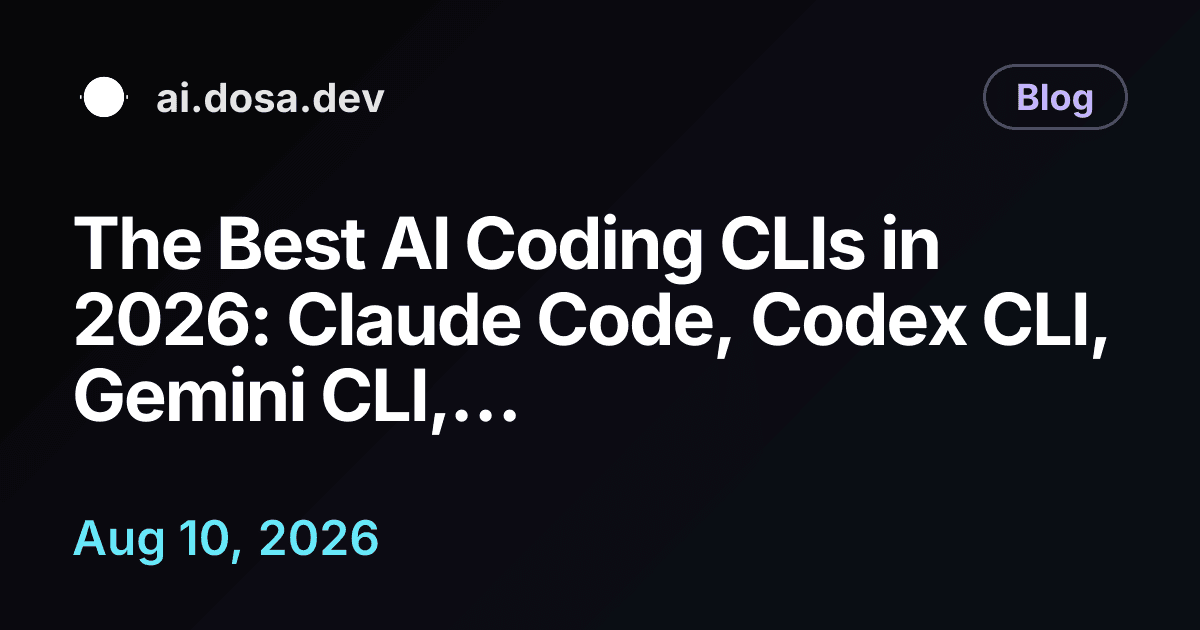 ai.dosa.dev
Blog
The Best AI Coding CLIs in
2026: Claude Code, Codex CLI,
Gemini CLI,…
Aug 10, 2026